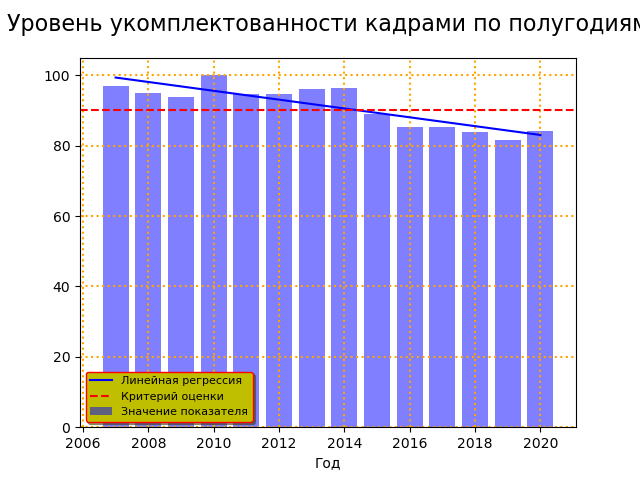 Уровень укомплектованности кадрами по полугодиям
100
80
60
40
20
0
Линейная регрессия
Критерий оценки
Значение показателя
2006 2008 2010 2012 2014 2016 2018 2020
Год